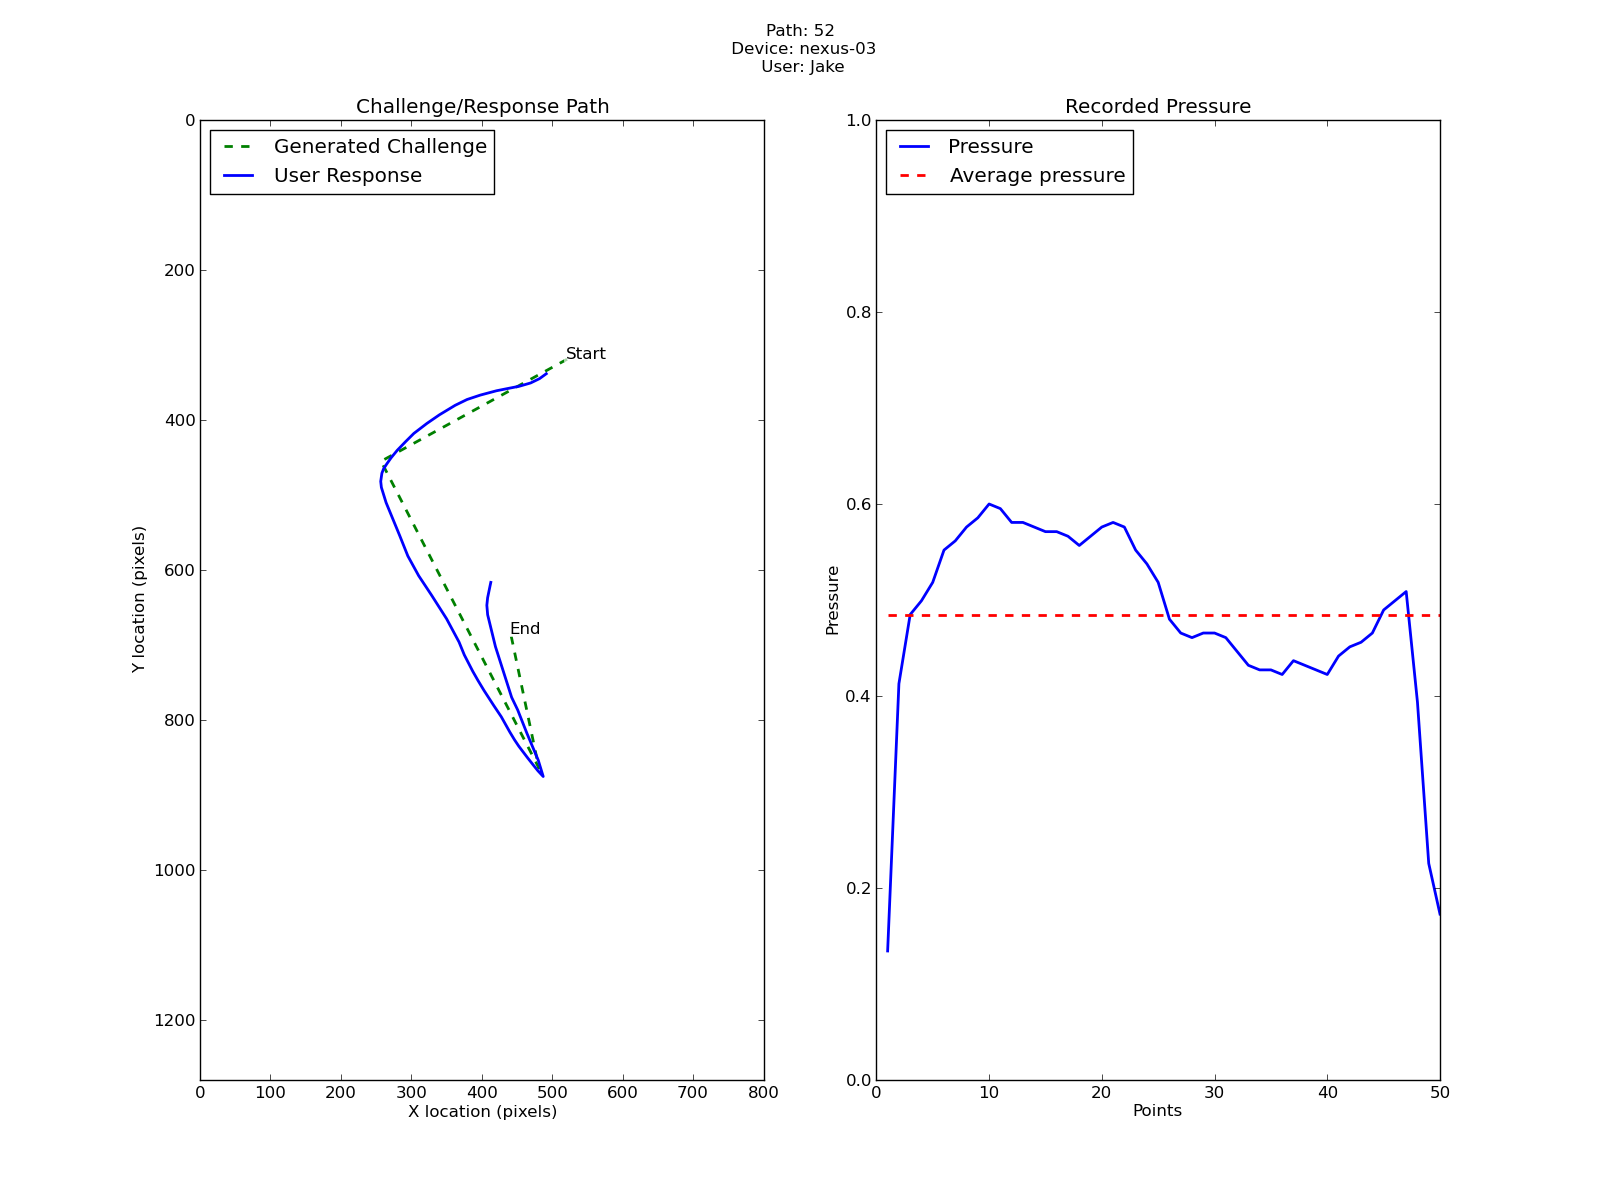 Path: 52
Device: nexus-03
User: Jake
Challenge/Response Path
Generated Challenge
User Response
Start
End
0
200
400
600
800
1000
1200
Y location (pixels)
0 100 200 300 400 500 600 700 800
X location (pixels)
Recorded Pressure
Pressure
Average pressure
1.0
0.8
0.6
0.4
0.2
0.0
Pressure
0 10 20 30 40 50
Points